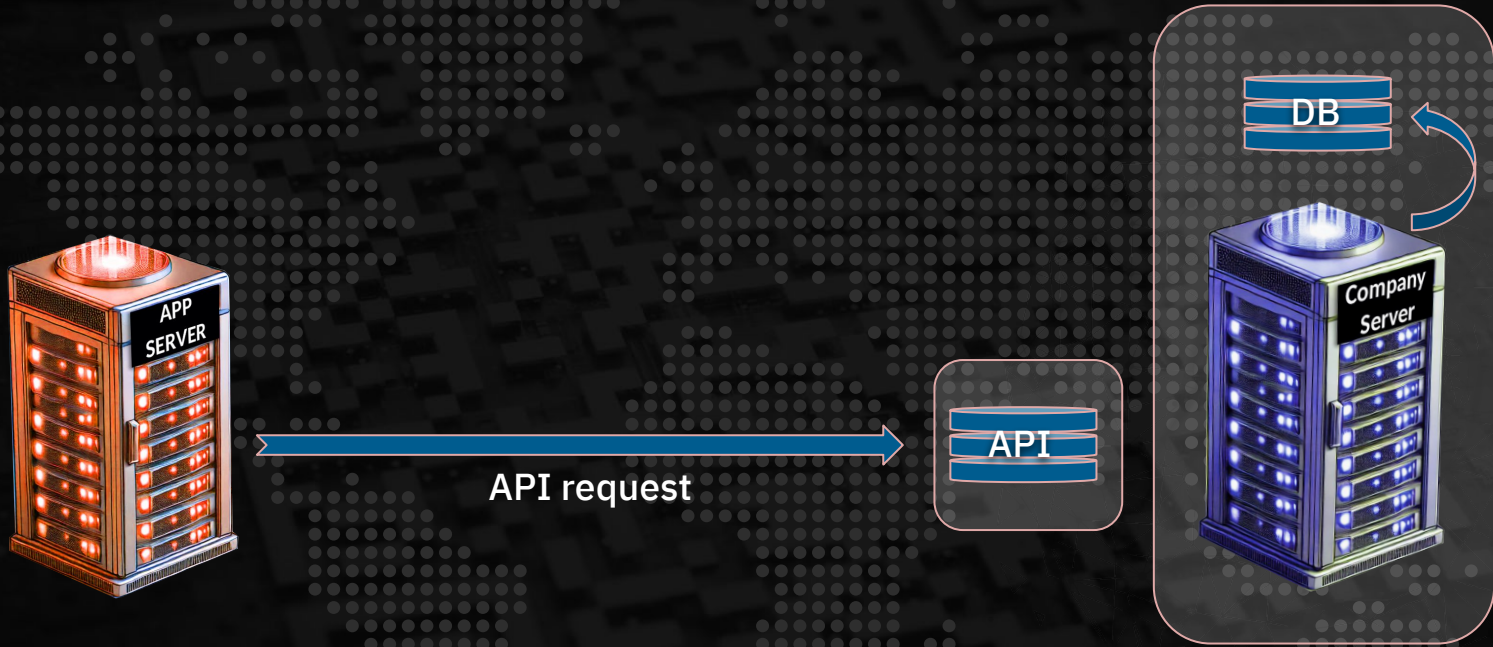 DB
Company
Server
APP
SERVER
API
API request